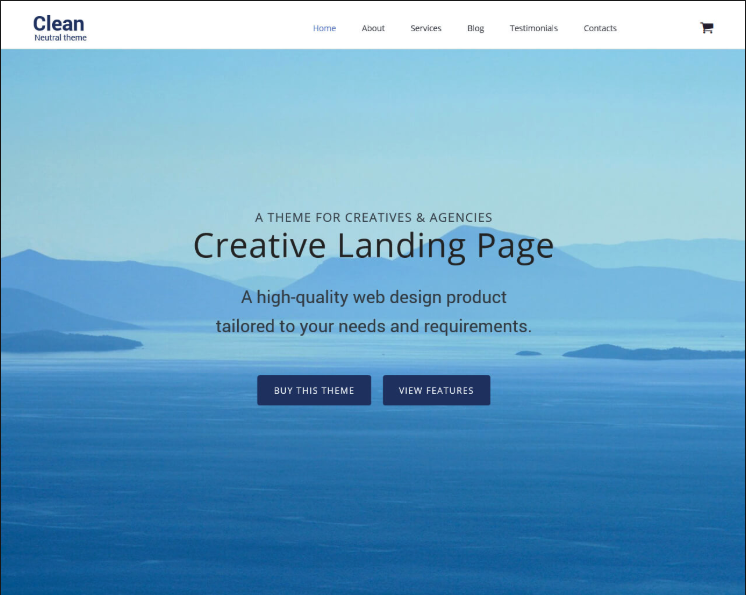 Clean
Neutral theme
Home About Services Blog Testimonials Contacts
A THEME FOR CREATIVES & AGENCIES
Creative Landing Page
A high-quality web design product
tailored to your needs and requirements.
BUY THIS THEME VIEW FEATURES